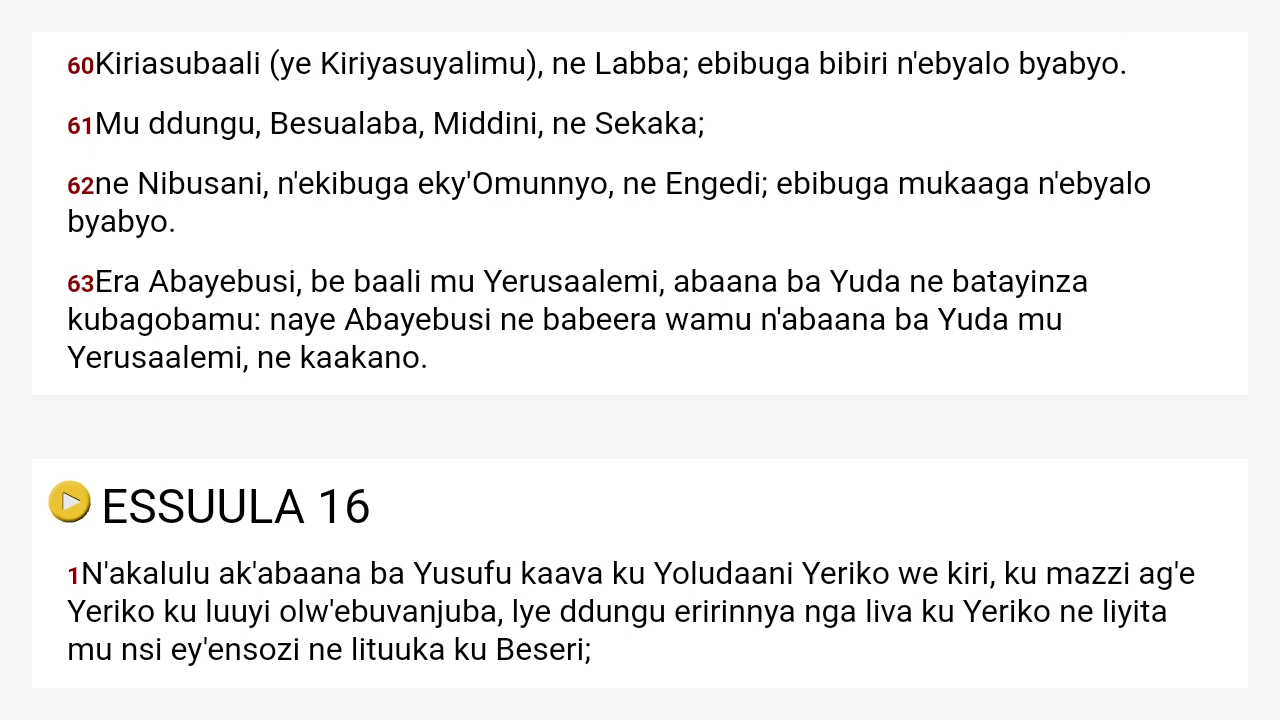 60Kiriasubaali (ye Kiriyasuyalimu), ne Labba; ebibuga bibiri n'ebyalo byabyo.
61Mu ddungu, Besualaba, Middini, ne Sekaka;
62ne Nibusani, n'ekibuga eky'Omunnyo, ne Engedi; ebibuga mukaaga n'ebyalo
byabyo.
63Era Abayebusi, be baali mu Yerusaalemi, abaana ba Yuda ne batayinza
kubagobamu: naye Abayebusi ne babeera wamu n'abaana ba Yuda mu
Yerusaalemi, ne kaakano.
ESSUULA 16
1N'akalulu ak'abaana ba Yusufu kaava ku Yoludaani Yeriko we kiri, ku mazzi ag'e
Yeriko ku luuyi olw'ebuvanjuba, lye ddungu eririnnya nga liva ku Yeriko ne liyita
mu nsi ey'ensozi ne lituuka ku Beseri;